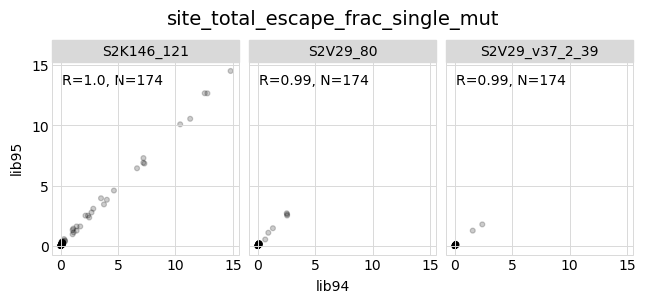 site_total_escape_frac_single_mut
S2K146_121
S2V29_80
S2V29_v37_2_39
R=1.0, N=174
R=0.99, N=174
R=0.99, N=174
15
10
5
0
lib95
0 5 10 15
0 5 10 15
0 5 10 15
lib94